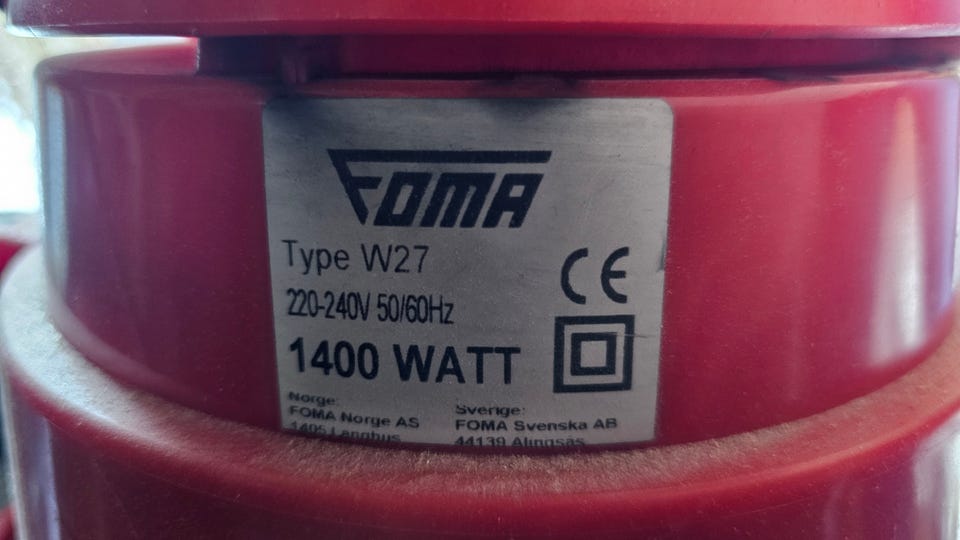 FOMA
Type W27
220-240V 50/60Hz
1400 WATT
CE
Norge:
FOMA Norge AS
1405 Langhus
Sverige:
FOMA Svenska AB
44139 Alingsås